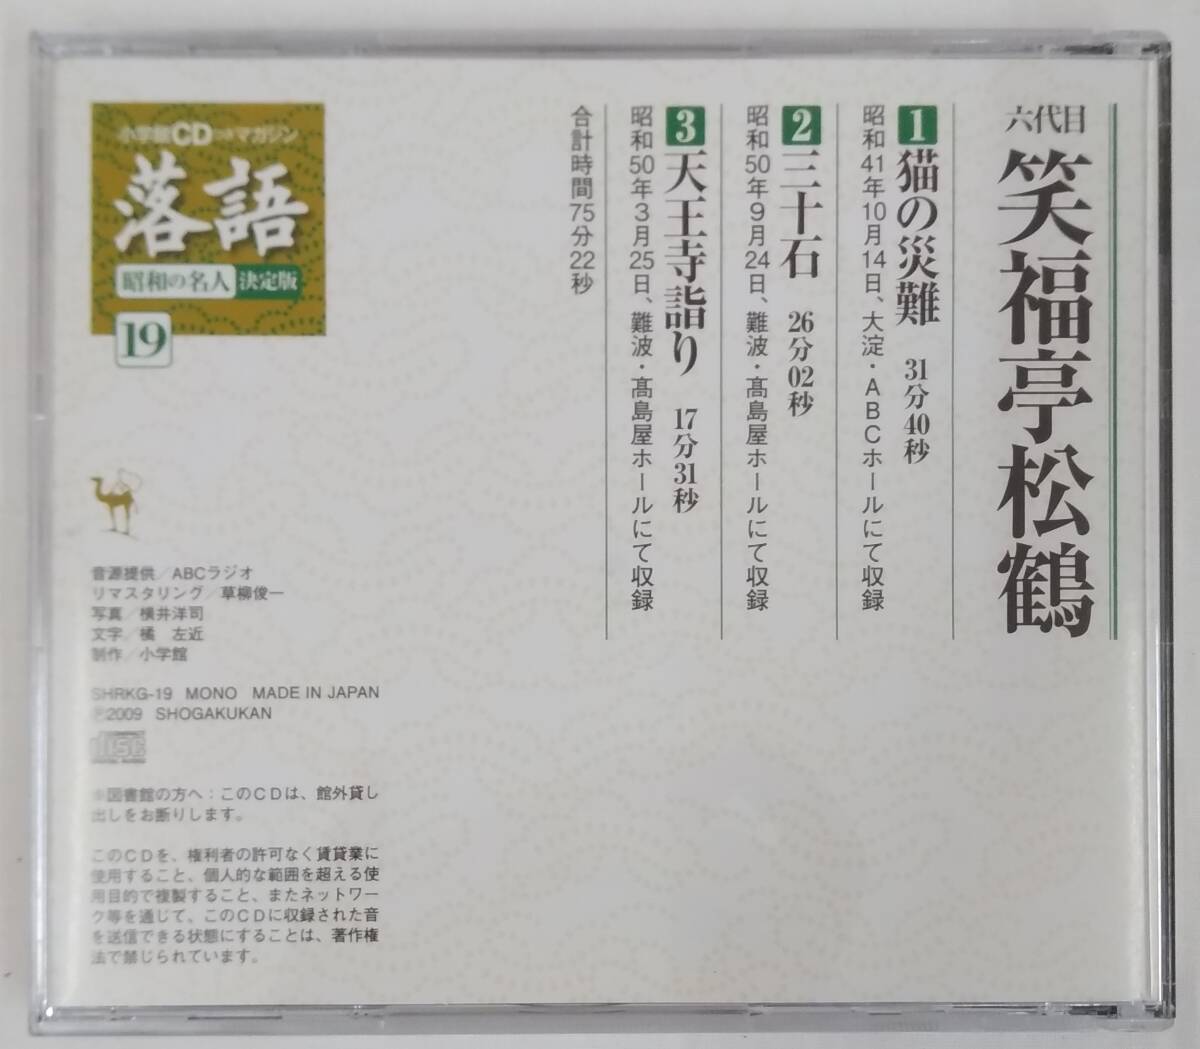 六代目
笑福亭松鶴
1 猫の災難 31分40秒
昭和41年10月14日、大淀・ABCホールにて収録
2 三十石 26分02秒
昭和50年9月24日、難波・髙島屋ホールにて収録
3 天王寺詣り 17分31秒
昭和50年3月25日、難波・髙島屋ホールにて収録
合計時間75分22秒
小学館CDつきマガジン
落語
昭和の名人 決定版
19
音源提供／ABCラジオ
リマスタリング／草柳俊一
写真／横井洋司
文字／橘 左近
制作／小学館
SHRKG-19 MONO MADE IN JAPAN
Ⓟ2009 SHOGAKUKAN
disc
DIGITAL AUDIO
※図書館の方へ：このCDは、館外貸し
出しをお断りします。
このCDを、権利者の許可なく賃貸業に
使用すること、個人的な範囲を超える使
用目的で複製すること、またネットワー
ク等を通じて、このCDに収録された音
を送信できる状態にすることは、著作権
法で禁じられています。